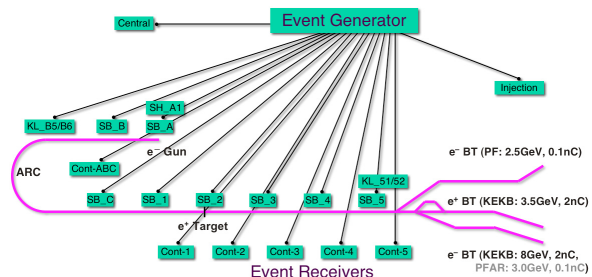 Event Generator
Central
Injection
SH_A1
KL_B5/B6
SB_B
SB_A
e⁻ Gun
e⁻ BT (PF: 2.5GeV, 0.1nC)
ARC
Cont-ABC
KL_51/52
SB_C
SB_1
SB_2
SB_3
SB_4
SB_5
e⁺ BT (KEKB: 3.5GeV, 2nC)
e⁺ Target
Cont-1
Cont-2
Cont-3
Cont-4
Cont-5
e⁻ BT (KEKB: 8GeV, 2nC,
PFAR: 3.0GeV, 0.1nC)
Event Receivers